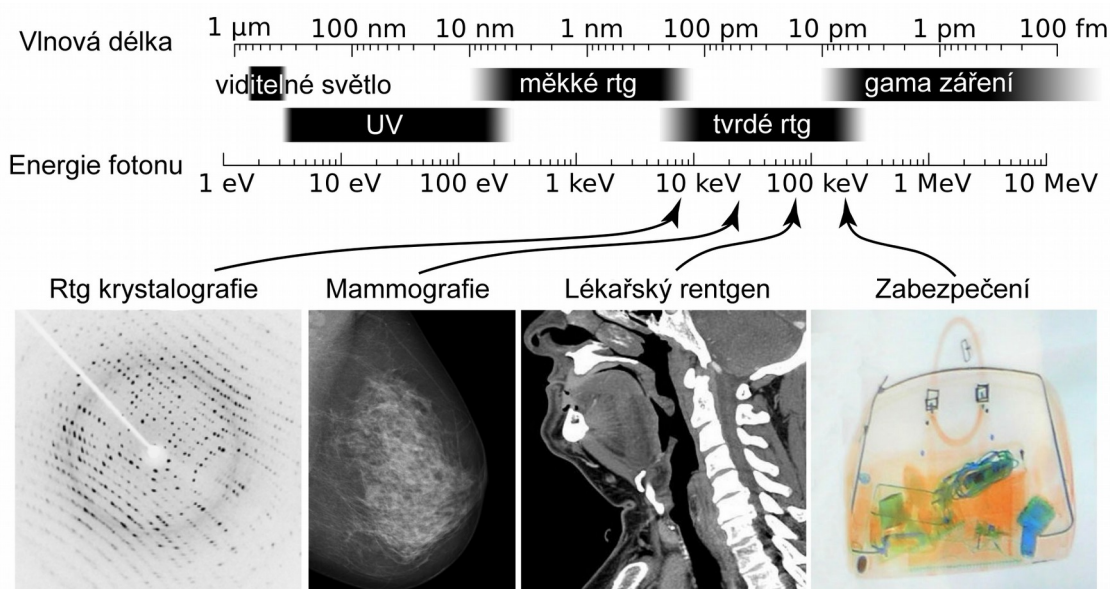 Vlnová délka
1 µm 100 nm 10 nm 1 nm 100 pm 10 pm 1 pm 100 fm
viditelné světlo měkké rtg gama záření
UV tvrdé rtg
Energie fotonu
1 eV 10 eV 100 eV 1 keV 10 keV 100 keV 1 MeV 10 MeV
Rtg krystalografie Mammografie Lékařský rentgen Zabezpečení